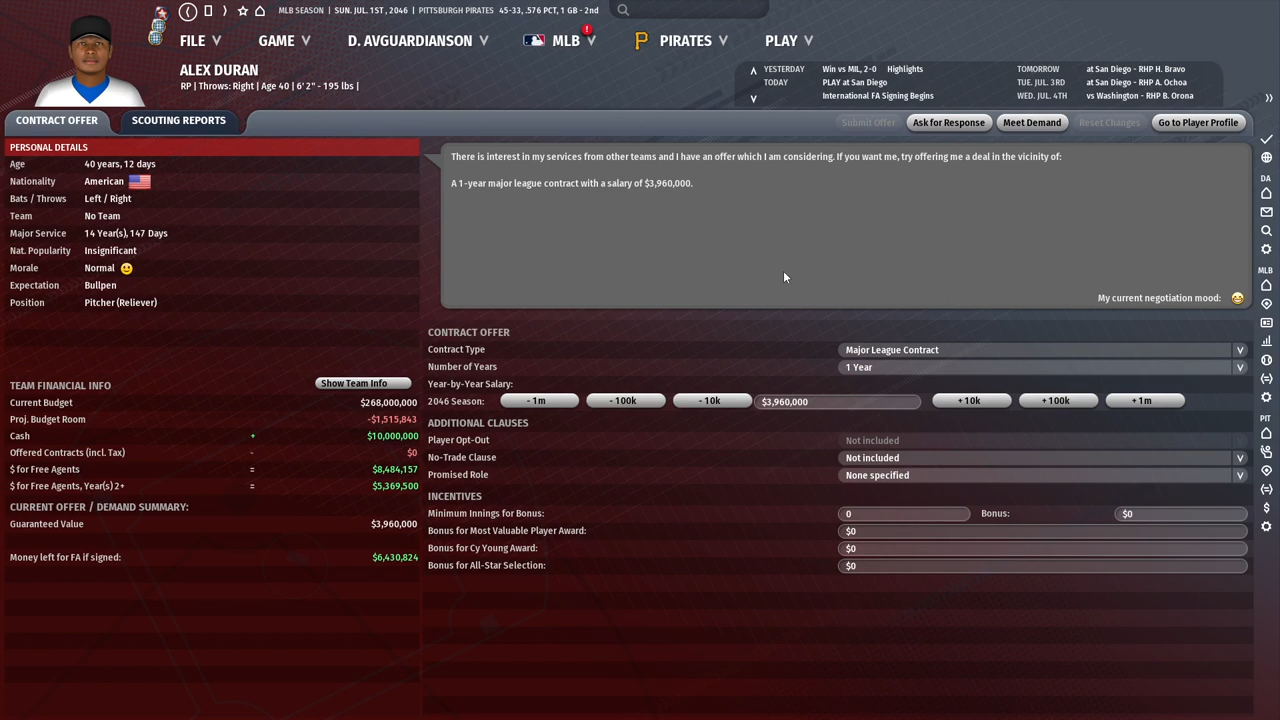 MLB SEASON | SUN. JUL. 1ST, 2046 | PITTSBURGH PIRATES 45-33, .576 PCT, 1 GB - 2nd
FILE GAME D. AVGUARDIANSON MLB PIRATES PLAY
ALEX DURAN
RP | Throws: Right | Age 40 | 6' 2" - 195 lbs |
YESTERDAY Win vs MIL, 2-0 Highlights TOMORROW at San Diego - RHP H. Bravo
TODAY PLAY at San Diego TUE. JUL. 3RD at San Diego - RHP A. Ochoa
International FA Signing Begins WED. JUL. 4TH vs Washington - RHP B. Orona
CONTRACT OFFER SCOUTING REPORTS Submit Offer Ask for Response Meet Demand Reset Changes Go to Player Profile
PERSONAL DETAILS
Age 40 years, 12 days
Nationality American
Bats / Throws Left / Right
Team No Team
Major Service 14 Year(s), 147 Days
Nat. Popularity Insignificant
Morale Normal
Expectation Bullpen
Position Pitcher (Reliever)
There is interest in my services from other teams and I have an offer which I am considering. If you want me, try offering me a deal in the vicinity of:
A 1-year major league contract with a salary of $3,960,000.
My current negotiation mood:
TEAM FINANCIAL INFO Show Team Info
Current Budget $268,000,000
Proj. Budget Room -$1,515,843
Cash + $10,000,000
Offered Contracts (incl. Tax) - $0
$ for Free Agents = $8,484,157
$ for Free Agents, Year(s) 2+ = $5,369,500
CURRENT OFFER / DEMAND SUMMARY:
Guaranteed Value $3,960,000
Money left for FA if signed: $6,430,824
CONTRACT OFFER
Contract Type Major League Contract
Number of Years 1 Year
Year-by-Year Salary:
2046 Season: - 1m - 100k - 10k $3,960,000 + 10k + 100k + 1m
ADDITIONAL CLAUSES
Player Opt-Out Not included
No-Trade Clause Not included
Promised Role None specified
INCENTIVES
Minimum Innings for Bonus: 0 Bonus: $0
Bonus for Most Valuable Player Award: $0
Bonus for Cy Young Award: $0
Bonus for All-Star Selection: $0
DA
MLB
PIT